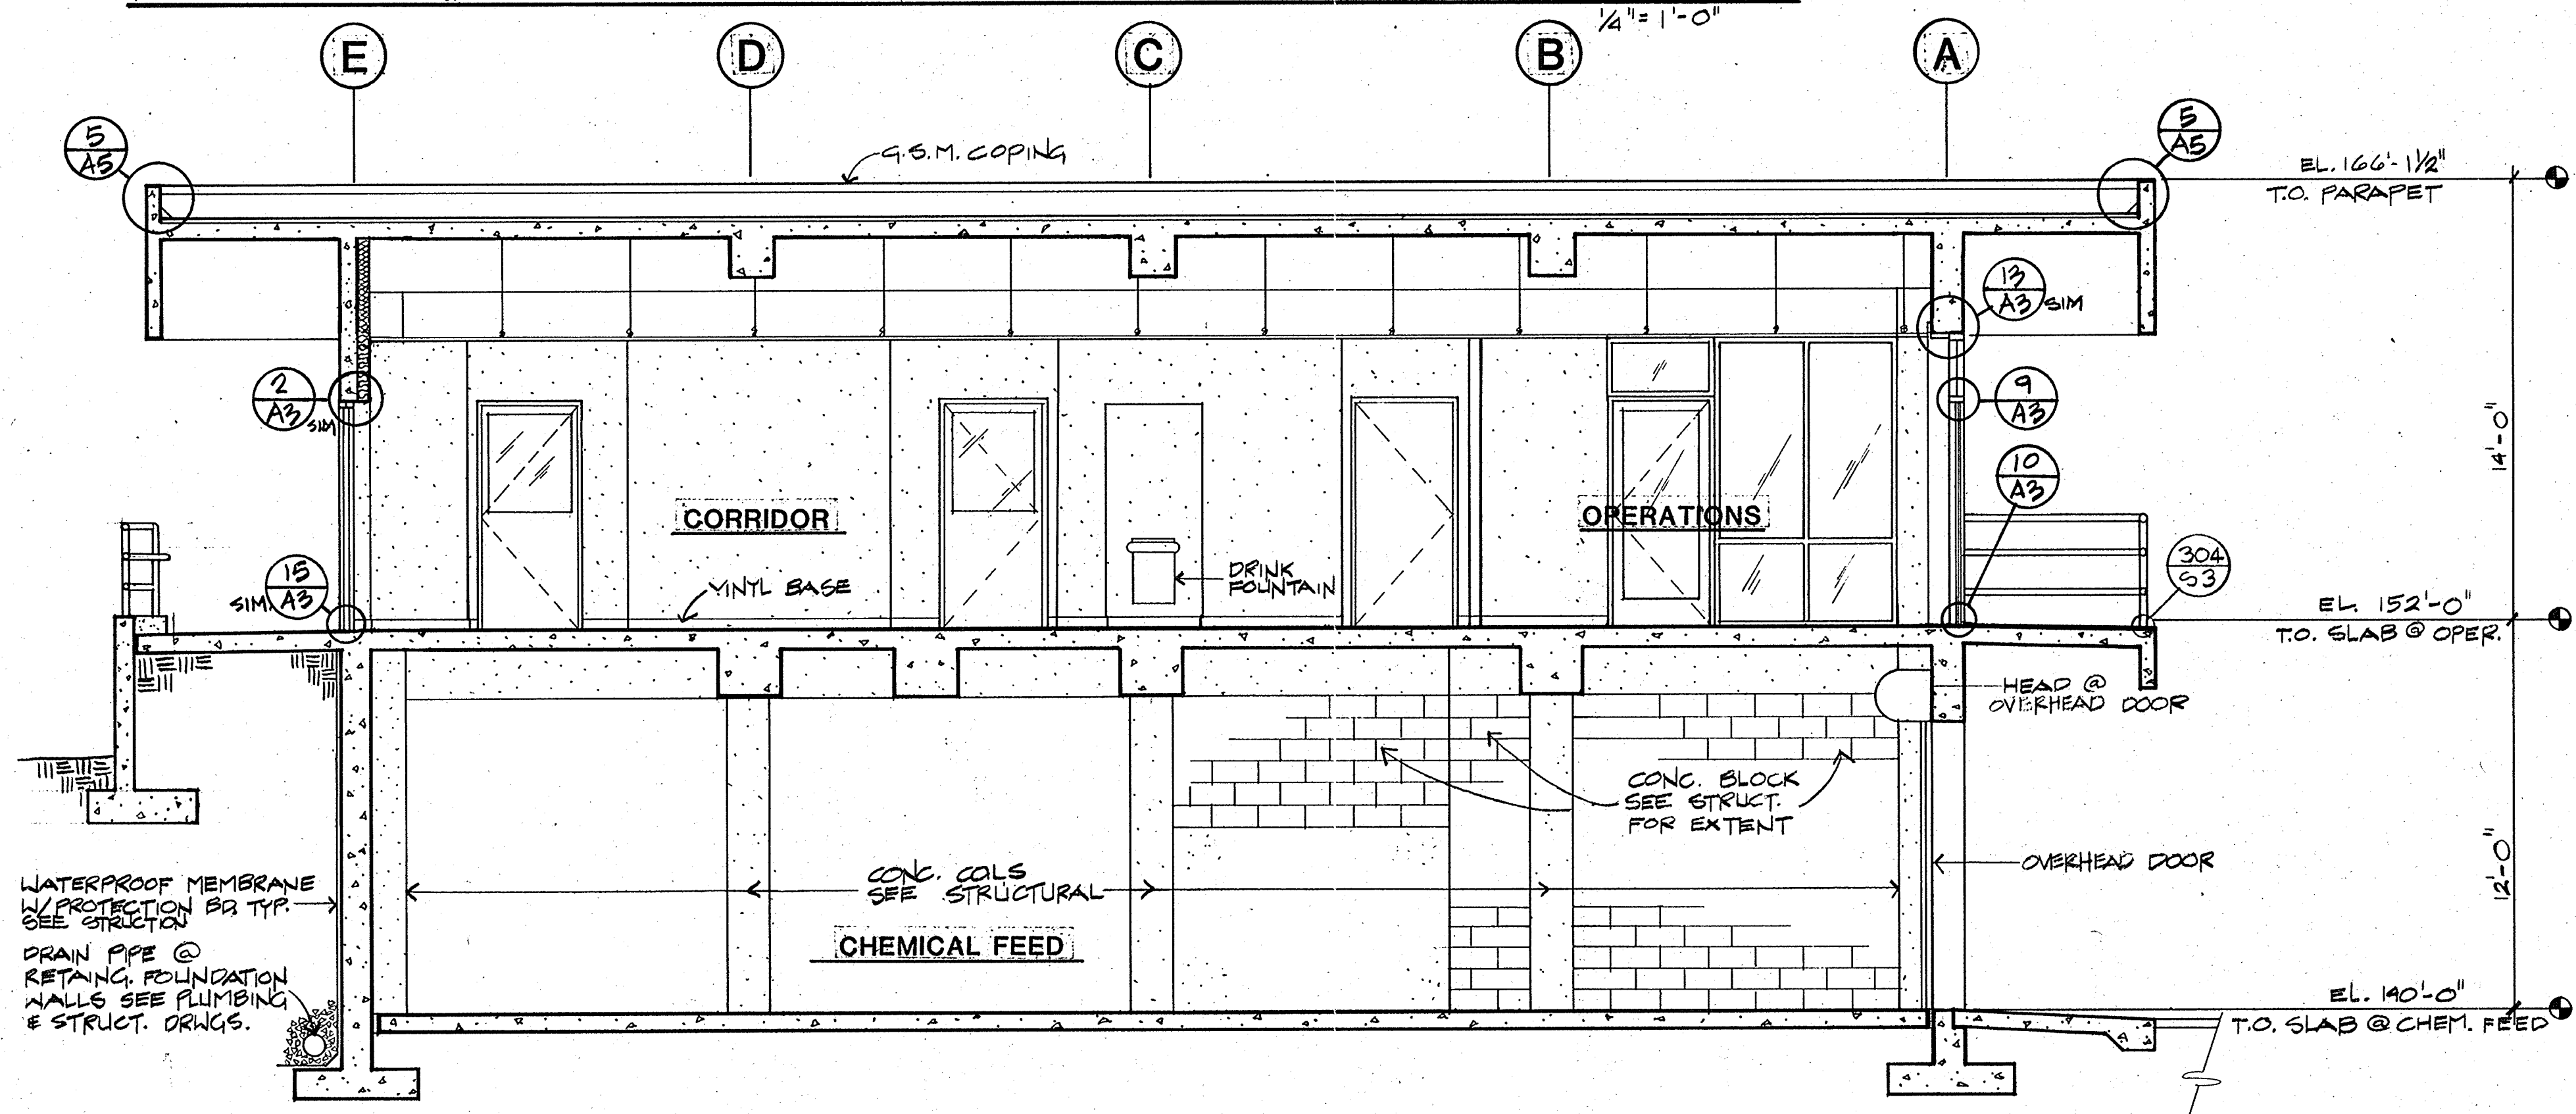 1/4" = 1'-0"
E
D
C
B
A
5
A5
G.S.M. COPING
5
A5
EL. 166'-1 1/2"
T.O. PARAPET
13
A3 SIM
2
A3 SIM
9
A3
14'-0"
10
A3
CORRIDOR
OPERATIONS
15
SIM. A3
VINYL BASE
DRINK
FOUNTAIN
304
S3
EL. 152'-0"
T.O. SLAB @ OPER.
HEAD @
OVERHEAD DOOR
CONC. BLOCK
SEE STRUCT.
FOR EXTENT
OVERHEAD DOOR
12'-0"
CONC. COLS
SEE STRUCTURAL
CHEMICAL FEED
WATERPROOF MEMBRANE
W/PROTECTION BD. TYP.
SEE STRUCTION
DRAIN PIPE @
RETAING. FOUNDATION
WALLS SEE PLUMBING
& STRUCT. DRWGS.
EL. 140'-0"
T.O. SLAB @ CHEM. FEED